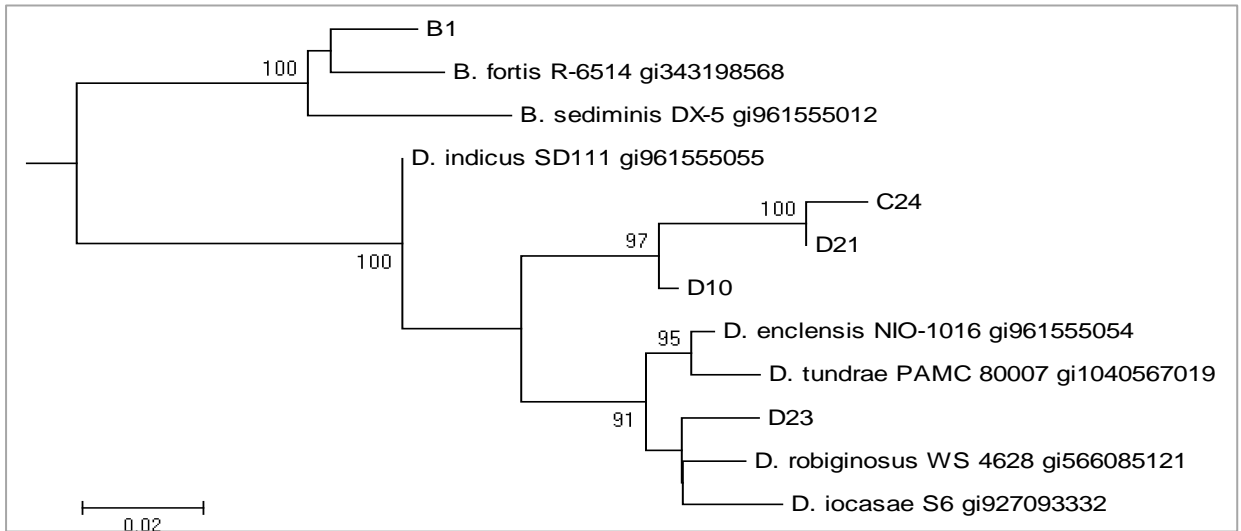 B1
100
B. fortis R-6514 gi343198568
B. sediminis DX-5 gi961555012
D. indicus SD111 gi961555055
C24
100
D21
97
100
D10
D. enclensis NIO-1016 gi961555054
95
D. tundrae PAMC 80007 gi1040567019
D23
91
D. robiginosus WS 4628 gi566085121
D. iocasae S6 gi927093332
0.02